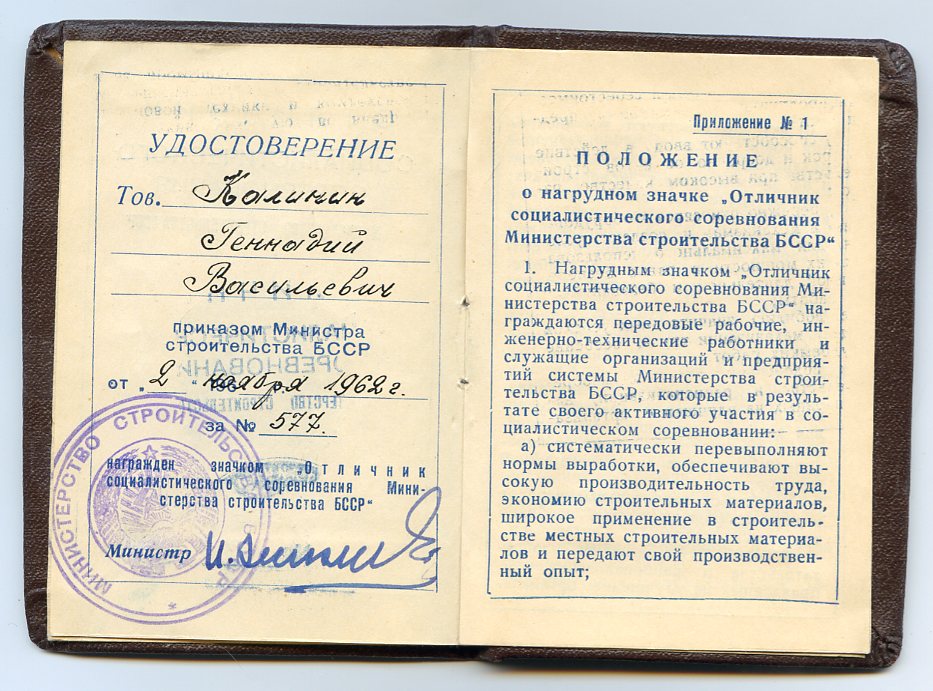 УДОСТОВЕРЕНИЕ
Тов. Калинин
Геннадий
Васильевич
приказом Министра
строительства БССР
от „2“ ноября 1962 г.
за № 577.
награжден значком „Отличник
социалистического соревнования Мини-
стерства строительства БССР“
Министр
МИНИСТЕРСТВО СТРОИТЕЛЬС
Приложение № 1
ПОЛОЖЕНИЕ
о нагрудном значке „Отличник
социалистического соревнования
Министерства строительства БССР“
1. Нагрудным значком „Отличник
социалистического соревнования Ми-
нистерства строительства БССР“ на-
граждаются передовые рабочие, ин-
женерно-технические работники и
служащие организаций и предприя-
тий системы Министерства строи-
тельства БССР, которые в резуль-
тате своего активного участия в со-
циалистическом соревновании:
а) систематически перевыполняют
нормы выработки, обеспечивают вы-
сокую производительность труда,
экономию строительных материалов,
широкое применение в строитель-
стве местных строительных материа-
лов и передают свой производствен-
ный опыт;